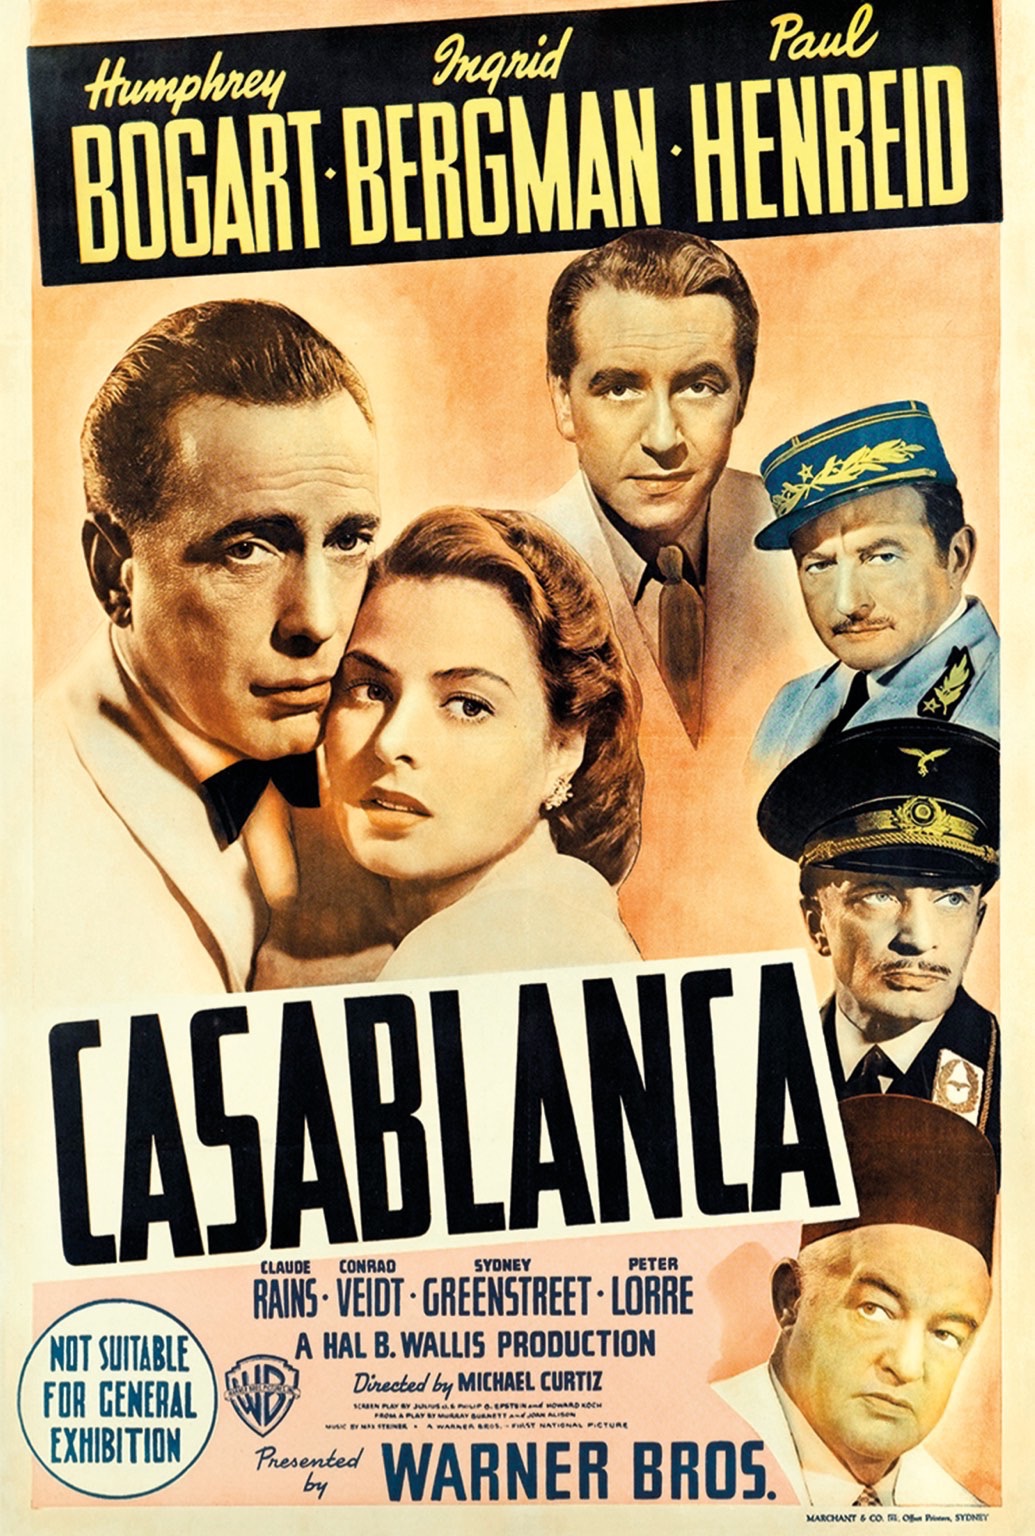 Humphrey Ingrid Paul
BOGART · BERGMAN · HENREID
CASABLANCA
CLAUDE CONRAD SYDNEY PETER
RAINS · VEIDT · GREENSTREET · LORRE
A HAL B. WALLIS PRODUCTION
Directed by MICHAEL CURTIZ
SCREEN PLAY BY JULIUS J. & PHILIP G. EPSTEIN and HOWARD KOCH
FROM A PLAY BY MURRAY BURNETT and JOAN ALISON
MUSIC BY MAX STEINER · A WARNER BROS. - FIRST NATIONAL PICTURE
Presented
by WARNER BROS.
NOT SUITABLE
FOR GENERAL
EXHIBITION
WB
MARCHANT & CO. Offset Printers, SYDNEY